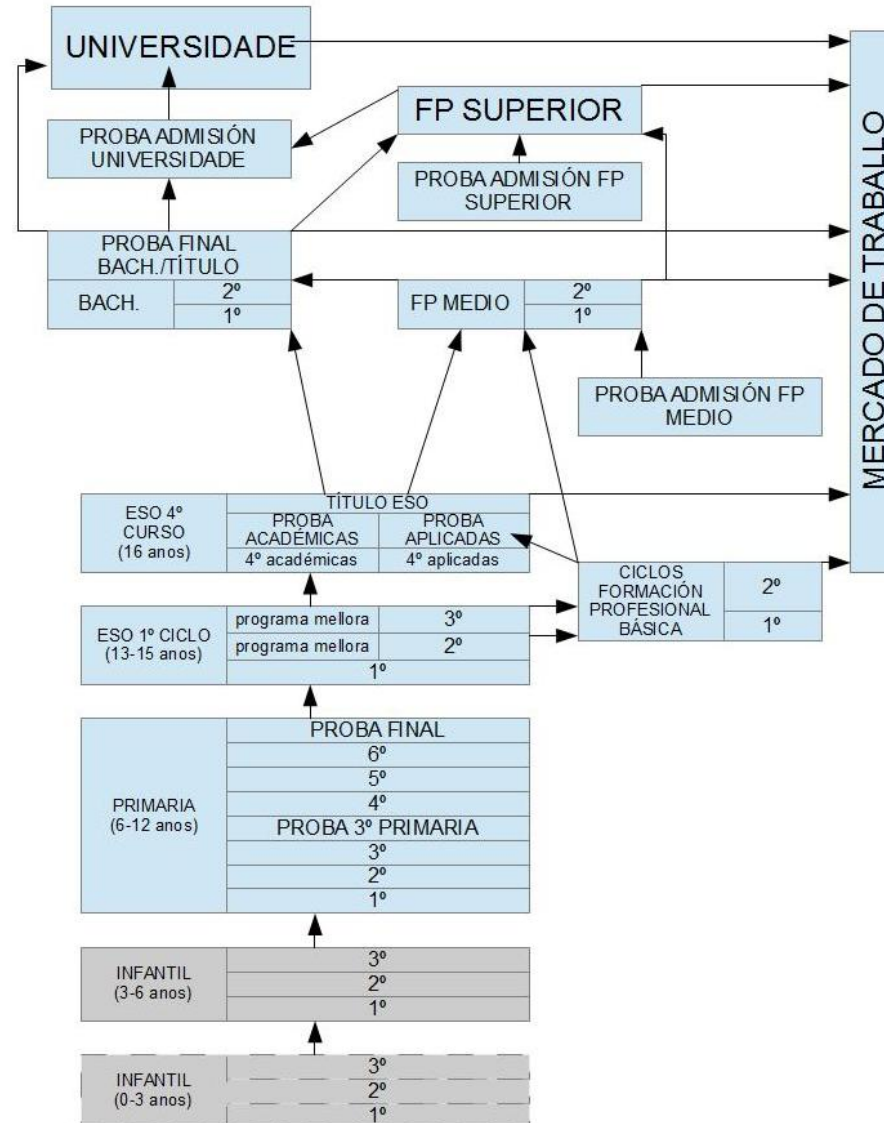 UNIVERSIDADE
PROBA ADMISIÓN
UNIVERSIDADE
FP SUPERIOR
PROBA ADMISIÓN FP
SUPERIOR
MERCADO DE TRABALLO
PROBA FINAL
BACH./TÍTULO
BACH.
2º
1º
FP MEDIO
2º
1º
PROBA ADMISIÓN FP
MEDIO
ESO 4º
CURSO
(16 anos)
TÍTULO ESO
PROBA
ACADÉMICAS
PROBA
APLICADAS
4º académicas
4º aplicadas
CICLOS
FORMACIÓN
PROFESIONAL
BÁSICA
2º
1º
ESO 1º CICLO
(13-15 anos)
programa mellora
3º
programa mellora
2º
1º
PRIMARIA
(6-12 anos)
PROBA FINAL
6º
5º
4º
PROBA 3º PRIMARIA
3º
2º
1º
INFANTIL
(3-6 anos)
3º
2º
1º
INFANTIL
(0-3 anos)
3º
2º
1º